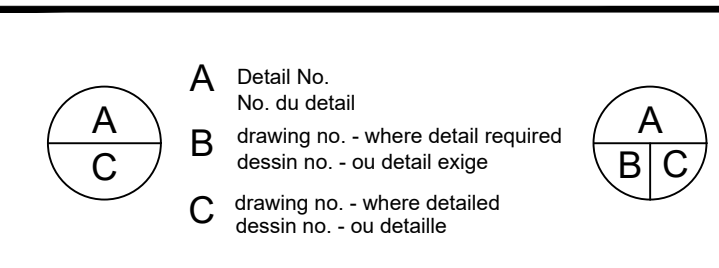 A
C
A Detail No.
No. du detail
B drawing no. - where detail required
dessin no. - ou detail exige
C drawing no. - where detailed
dessin no. - ou detaille
A
B C